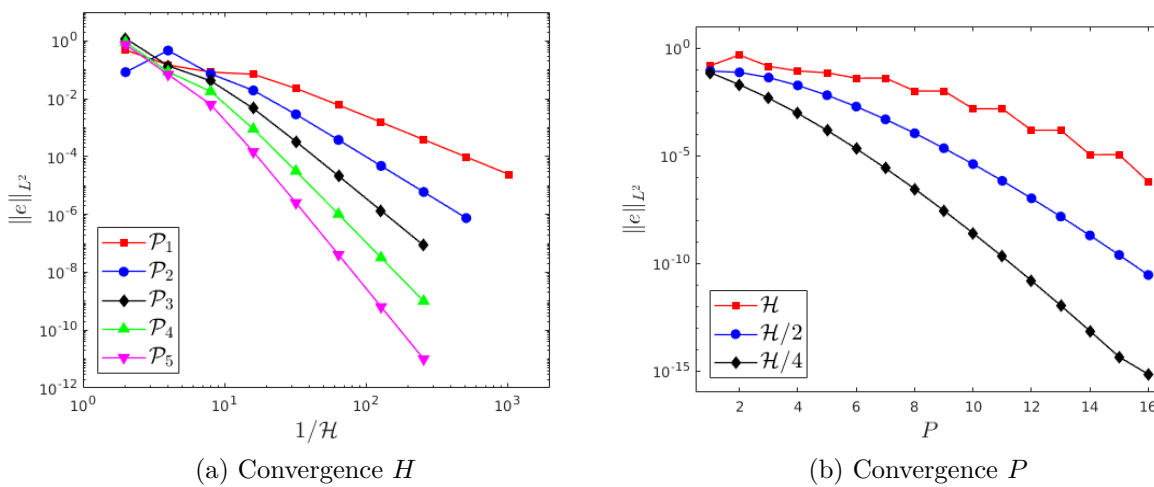 10^0
10^-2
10^-4
10^-6
10^-8
10^-10
10^-12
‖e‖_{L^2}
P_1
P_2
P_3
P_4
P_5
10^0 10^1 10^2 10^3
1/H
(a) Convergence H
10^0
10^-5
10^-10
10^-15
‖e‖_{L^2}
H
H/2
H/4
2 4 6 8 10 12 14 16
P
(b) Convergence P